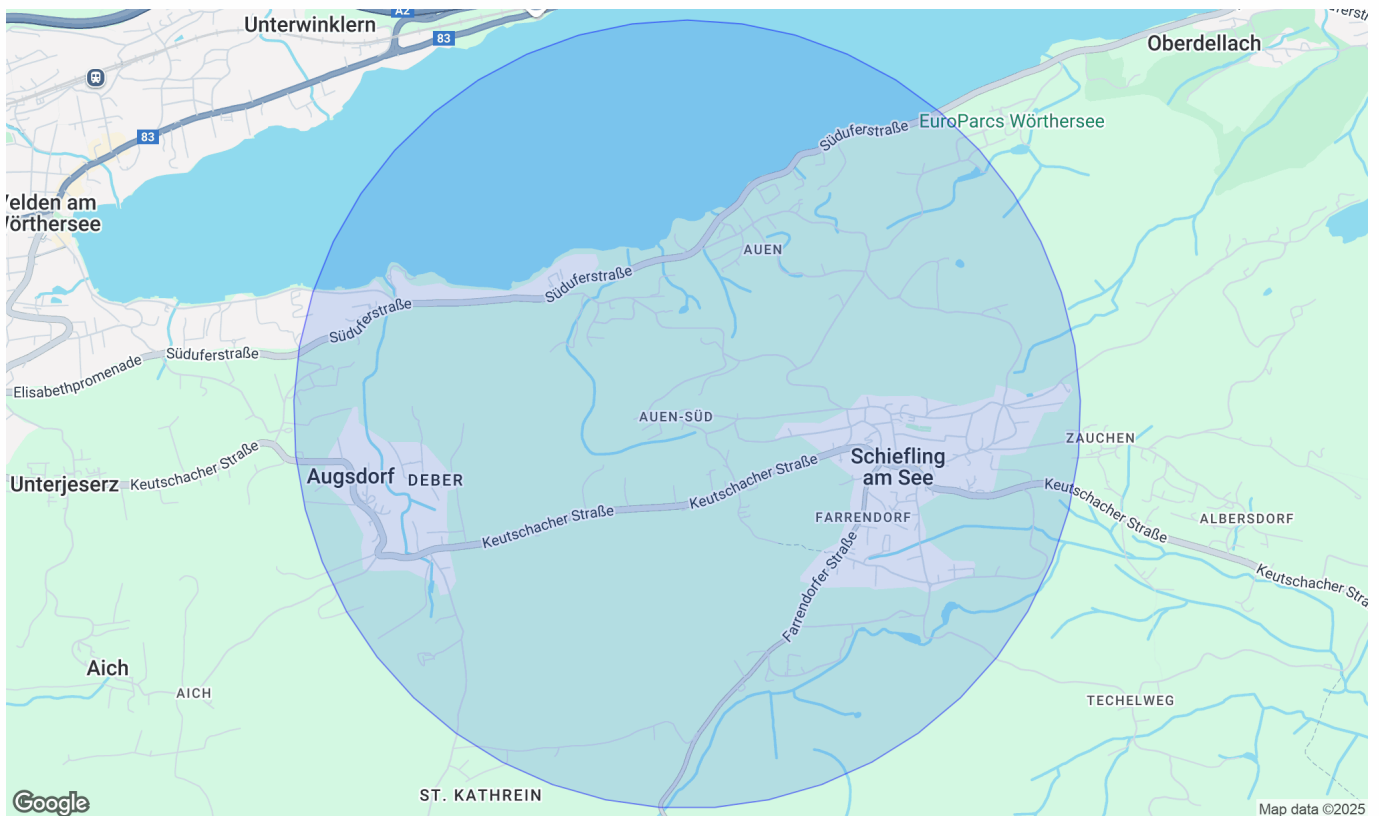 A2
Unterwinklern
83
Oberdellach
83
EuroParcs Wörthersee
Süduferstraße
Velden am
Wörthersee
AUEN
Süduferstraße
Süduferstraße
Süduferstraße
Elisabethpromenade
AUEN-SÜD
ZAUCHEN
Keutschacher Straße
Schiefling
am See
Keutschacher Straße
Augsdorf
DEBER
Unterjeserz
Keutschacher Straße
Keutschacher Straße
FARRENDORF
ALBERSDORF
Farrendorfer Straße
Keutschacher Stra
Aich
AICH
TECHELWEG
ST. KATHREIN
Google
Map data ©2025